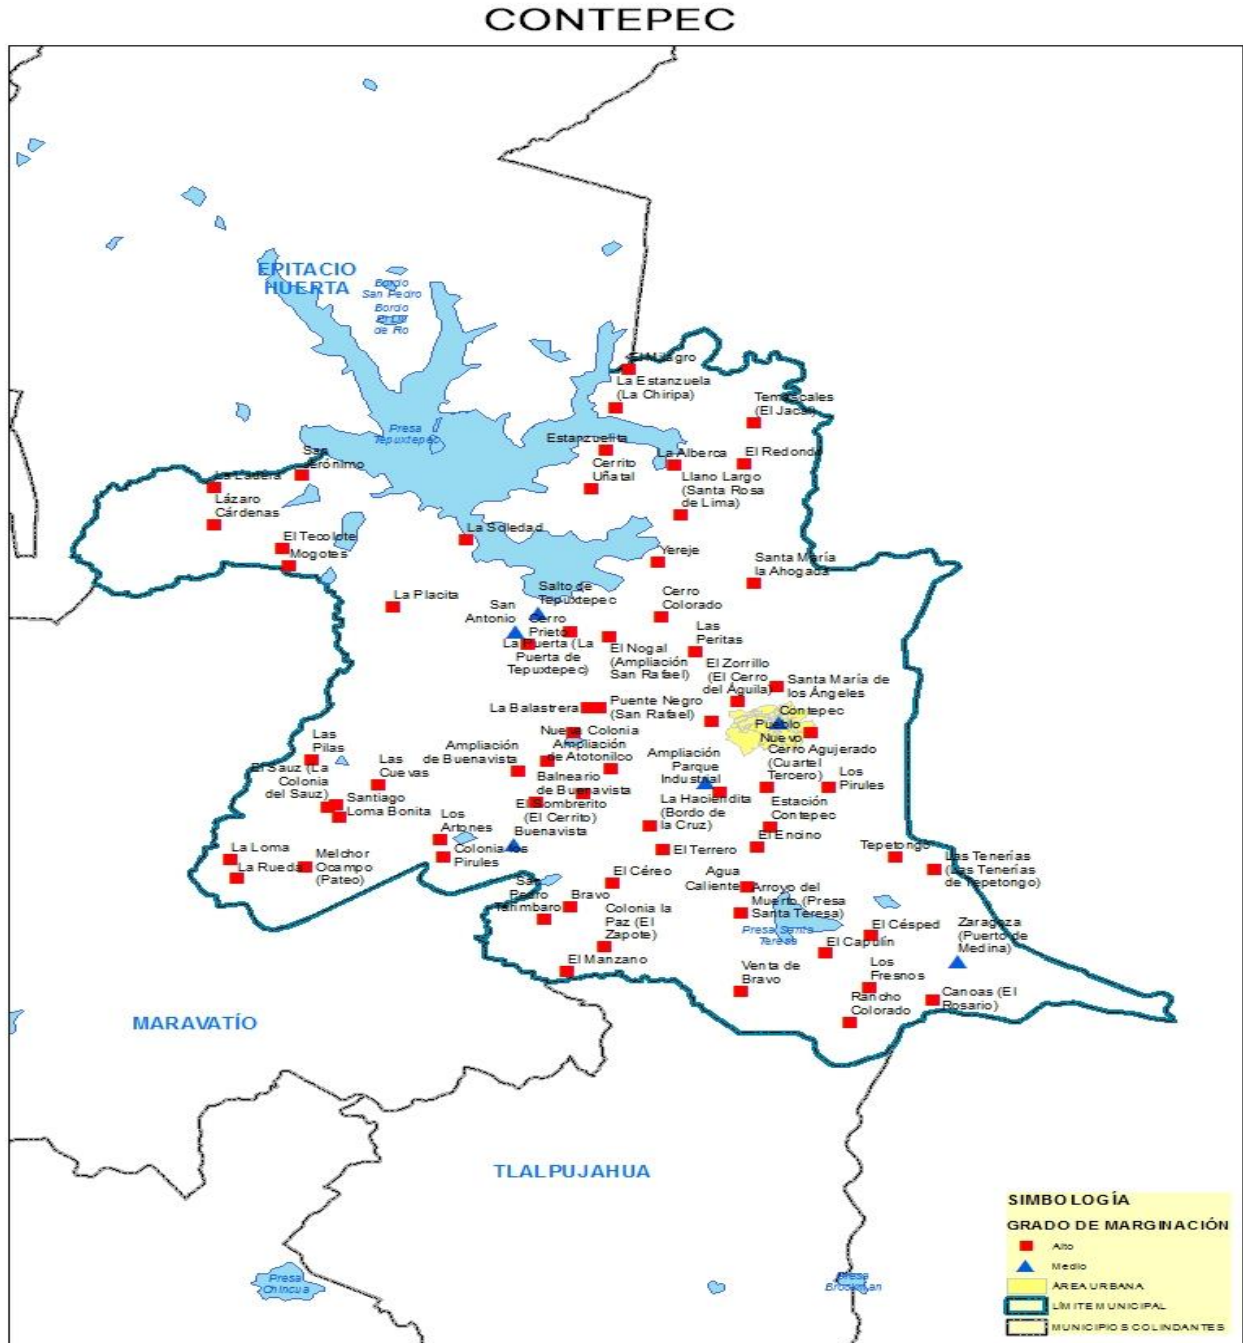 CONTEPEC
EPITACIO
HUERTA
Bordo
San Pedro
Bordo
de Ro
El Milagro
La Estanzuela
(La Chiripa)
Temascales
(El Jacal)
Presa
Tepuxtepec
Estanzuelita
La Alberca
El Redondo
San
Jerónimo
Cerrito
Uñatal
Llano Largo
(Santa Rosa
de Lima)
La Ladera
Lázaro
Cárdenas
El Tecolote
Mogotes
La Soledad
Yereje
Santa María
la Ahogada
La Placita
Salto de
Tepuxtepec
San
Antonio
Cerro
Prieto
Cerro
Colorado
La Puerta (La
Puerta de
Tepuxtepec)
El Nogal
(Ampliación
San Rafael)
Las
Peritas
El Zorrillo
(El Cerro
del Águila)
Santa María de
los Ángeles
La Balastrera
Puente Negro
(San Rafael)
Contepec
Pueblo
Nuevo
Nueva Colonia
Las
Pilas
Ampliación
de Buenavista
Ampliación
de Atotonilco
Ampliación
Parque
Industrial
Cerro Agujerado
(Cuartel
Tercero)
El Sauz (La
Colonia
del Sauz)
Las
Cuevas
Balneario
de Buenavista
Los
Pirules
Santiago
Loma Bonita
El Sombrerito
(El Cerrito)
La Haciendita
(Bordo de
la Cruz)
Estación
Contepec
Los
Artones
Buenavista
El Encino
La Loma
La Rueda
Melchor
Ocampo
(Pateo)
Colonia los
Pirules
El Terrero
Tepetongo
Las Tenerías
(Las Tenerías
de Tepetongo)
San
Pedro
Tarimbaro
El Céreo
Bravo
Agua
Caliente
Arroyo del
Muerto (Presa
Santa Teresa)
Colonia la
Paz (El
Zapote)
Presa Santa
Teresa
El Césped
El Capulín
Zaragoza
(Puerto de
Medina)
El Manzano
Venta de
Bravo
Los
Fresnos
Rancho
Colorado
Canoas (El
Rosario)
MARAVATÍO
TLALPUJAHUA
Presa
Chincua
Presa
Brockman
SIMBOLOGÍA
GRADO DE MARGINACIÓN
Alto
Medio
ÁREA URBANA
LÍMITE MUNICIPAL
MUNICIPIOS COLINDANTES